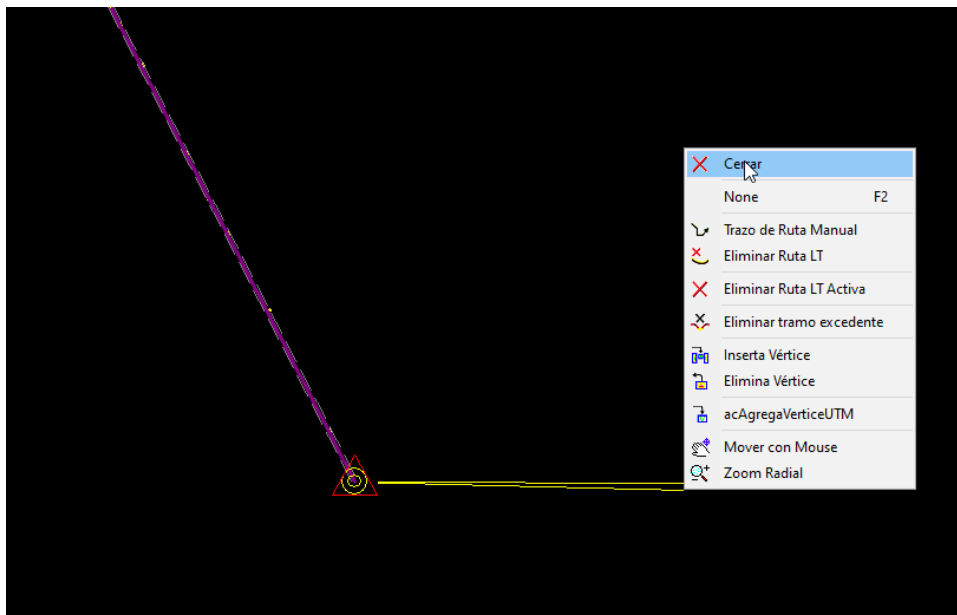 Cerrar
None F2
Trazo de Ruta Manual
Eliminar Ruta LT
Eliminar Ruta LT Activa
Eliminar tramo excedente
Inserta Vértice
Elimina Vértice
acAgregaVerticeUTM
Mover con Mouse
Zoom Radial